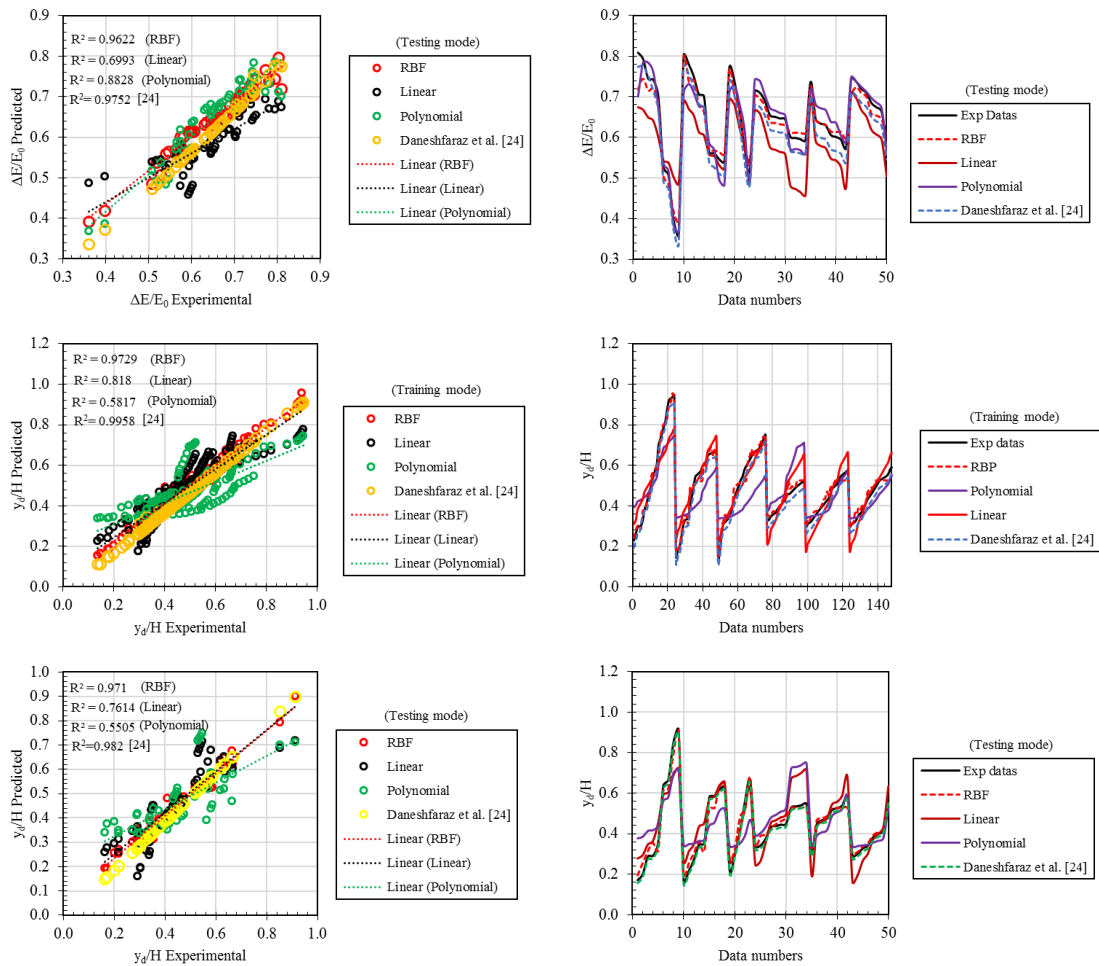 R² = 0.9622 (RBF)
R² = 0.6993 (Linear)
R² = 0.8828 (Polynomial)
R²= 0.9752 [24]
0.9
0.8
0.7
0.6
0.5
0.4
0.3
0.3 0.4 0.5 0.6 0.7 0.8 0.9
ΔE/E₀ Predicted
ΔE/E₀ Experimental
(Testing mode)
RBF
Linear
Polynomial
Daneshfaraz et al. [24]
Linear (RBF)
Linear (Linear)
Linear (Polynomial)
0.9
0.8
0.7
0.6
0.5
0.4
0.3
0 10 20 30 40 50
ΔE/E₀
Data numbers
(Testing mode)
Exp Datas
RBF
Linear
Polynomial
Daneshfaraz et al. [24]
R² = 0.9729 (RBF)
R² = 0.818 (Linear)
R² = 0.5817 (Polynomial)
R²= 0.9958 [24]
1.2
1.0
0.8
0.6
0.4
0.2
0.0
0.0 0.2 0.4 0.6 0.8 1.0
y_d/H Predicted
y_d/H Experimental
(Training mode)
RBF
Linear
Polynomial
Daneshfaraz et al. [24]
Linear (RBF)
Linear (Linear)
Linear (Polynomial)
1.2
1.0
0.8
0.6
0.4
0.2
0.0
0 20 40 60 80 100 120 140
y_d/H
Data numbers
(Training mode)
Exp datas
RBP
Polynomial
Linear
Daneshfaraz et al. [24]
R² = 0.971 (RBF)
R² = 0.7614 (Linear)
R² = 0.5505 (Polynomial)
R²=0.982 [24]
1.0
0.9
0.8
0.7
0.6
0.5
0.4
0.3
0.2
0.1
0.0
0.0 0.2 0.4 0.6 0.8 1.0
y_d/H Predicted
y_d/H Experimental
(Testing mode)
RBF
Linear
Polynomial
Daneshfaraz et al. [24]
Linear (RBF)
Linear (Linear)
Linear (Polynomial)
1.2
1.0
0.8
0.6
0.4
0.2
0.0
0 10 20 30 40 50
y_d/H
Data numbers
(Testing mode)
Exp datas
RBF
Linear
Polynomial
Daneshfaraz et al. [24]